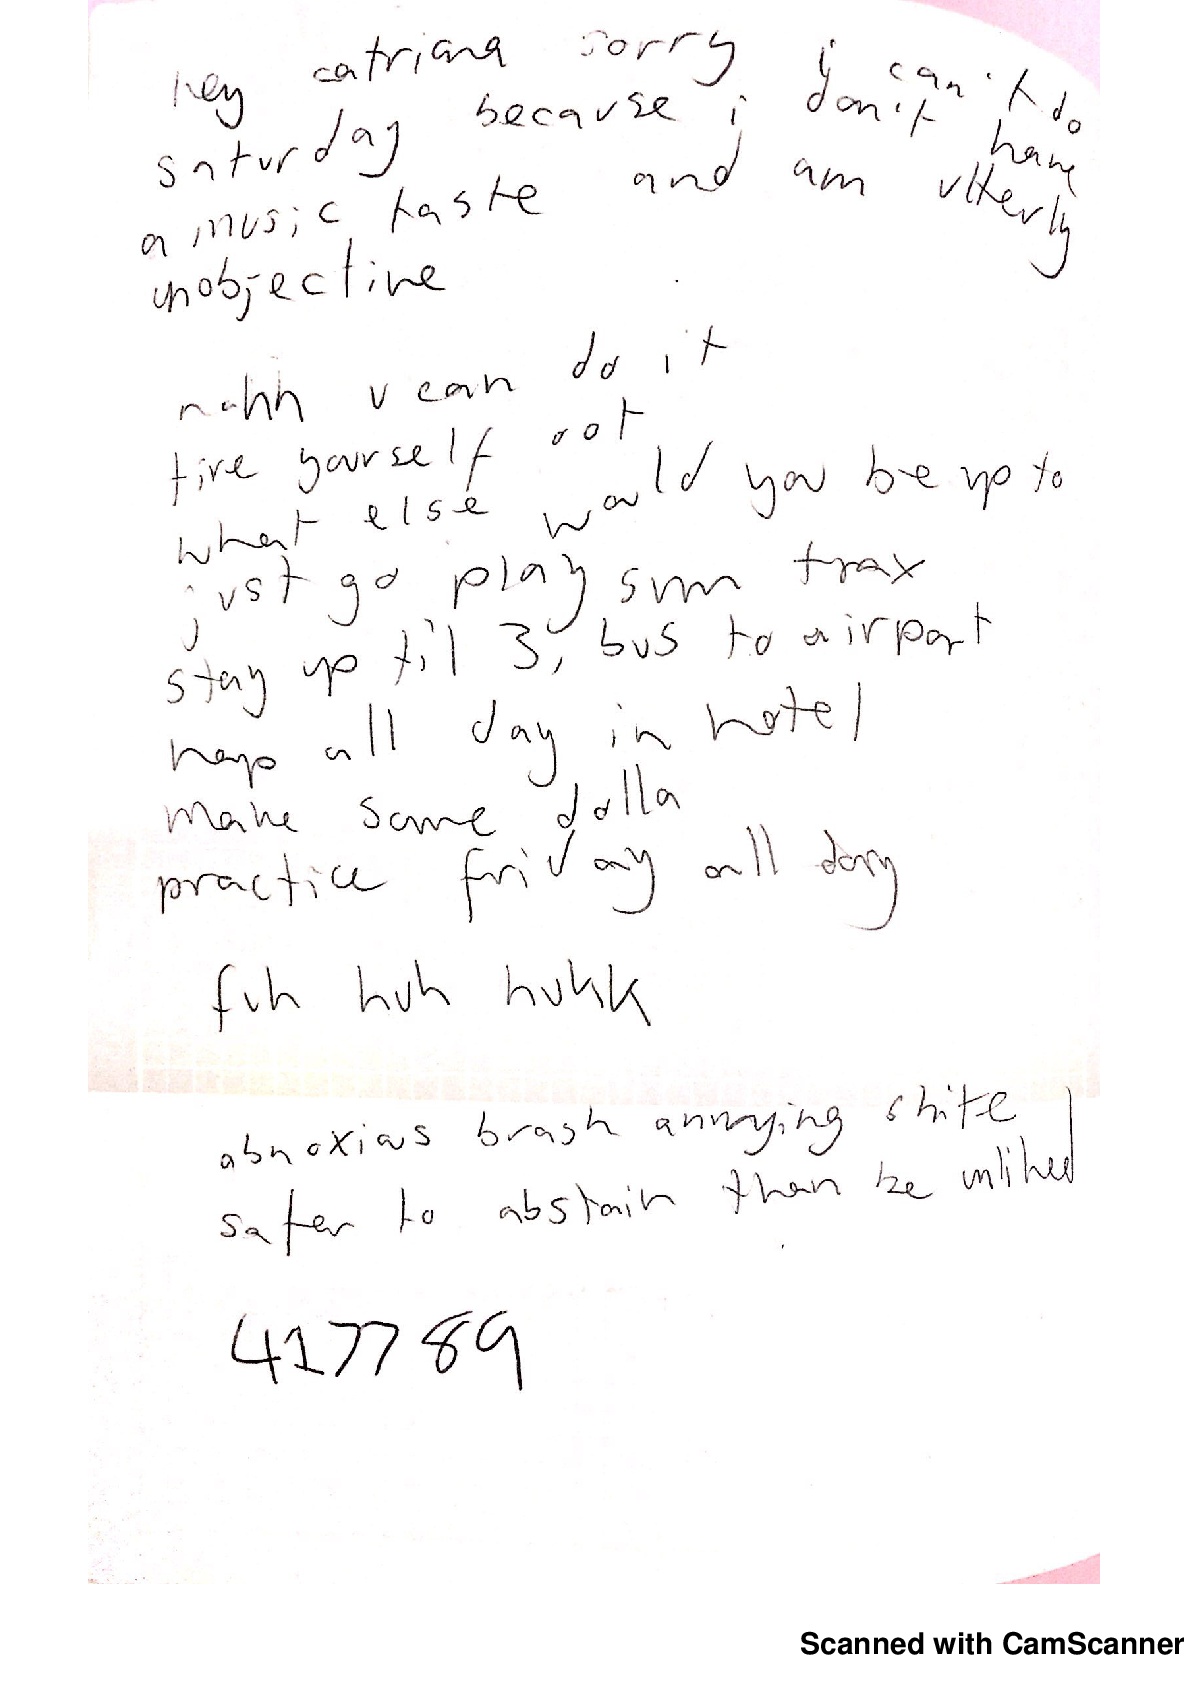 hey catriana sorry i can't do
saturday because i don't have
a music taste and am utterly
unobjective
nahh u can do it
tire yourself oot
what else would you be up to
just go play sum trax
stay up til 3, bus to airport
nap all day in hotel
make some dolla
practice friday all day
fuh huh huhkk
abnoxious brash annoying shite
safer to abstain than be unliked
417789
Scanned with CamScanner